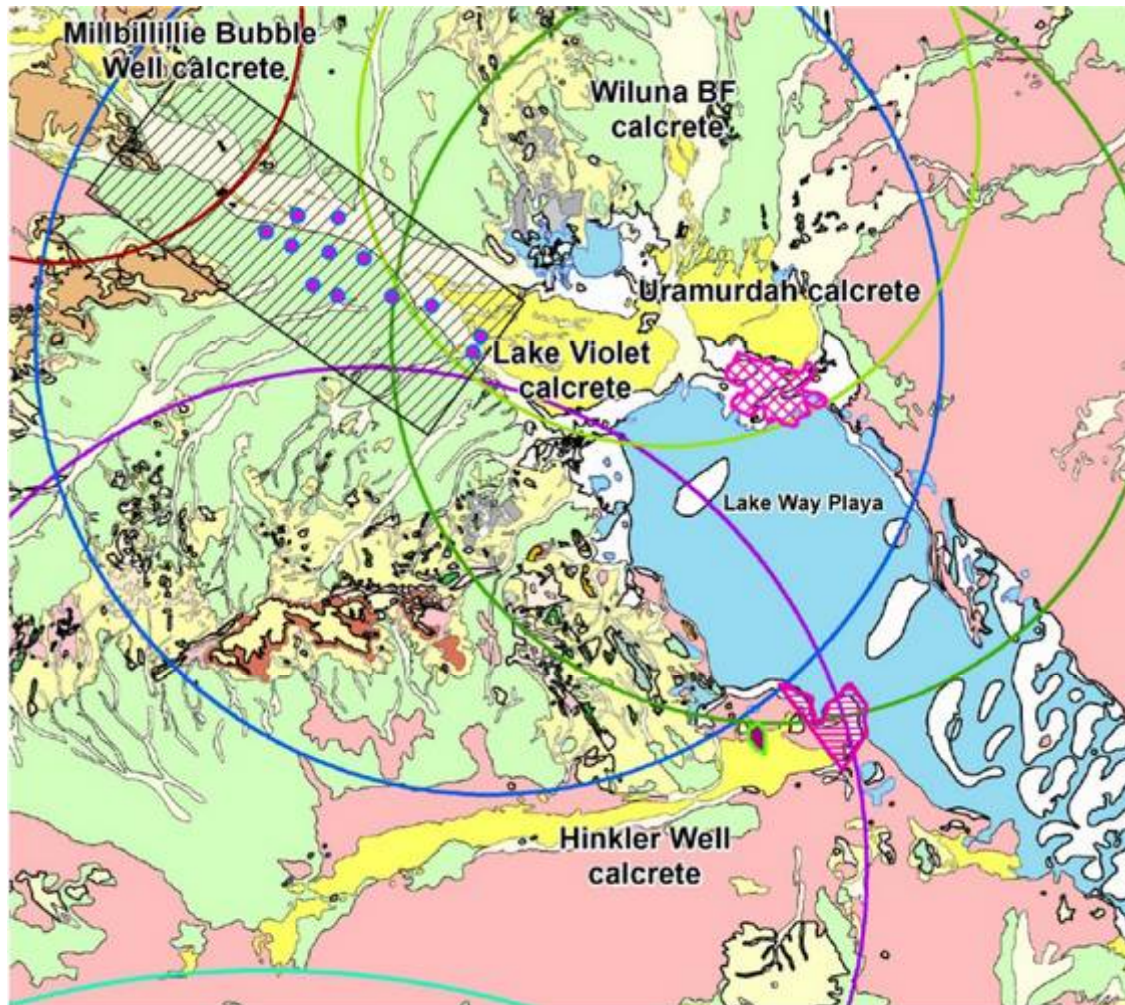 Millbillillie Bubble
Well calcrete
Wiluna BF
calcrete
Uramurdah calcrete
Lake Violet
calcrete
Lake Way Playa
Hinkler Well
calcrete